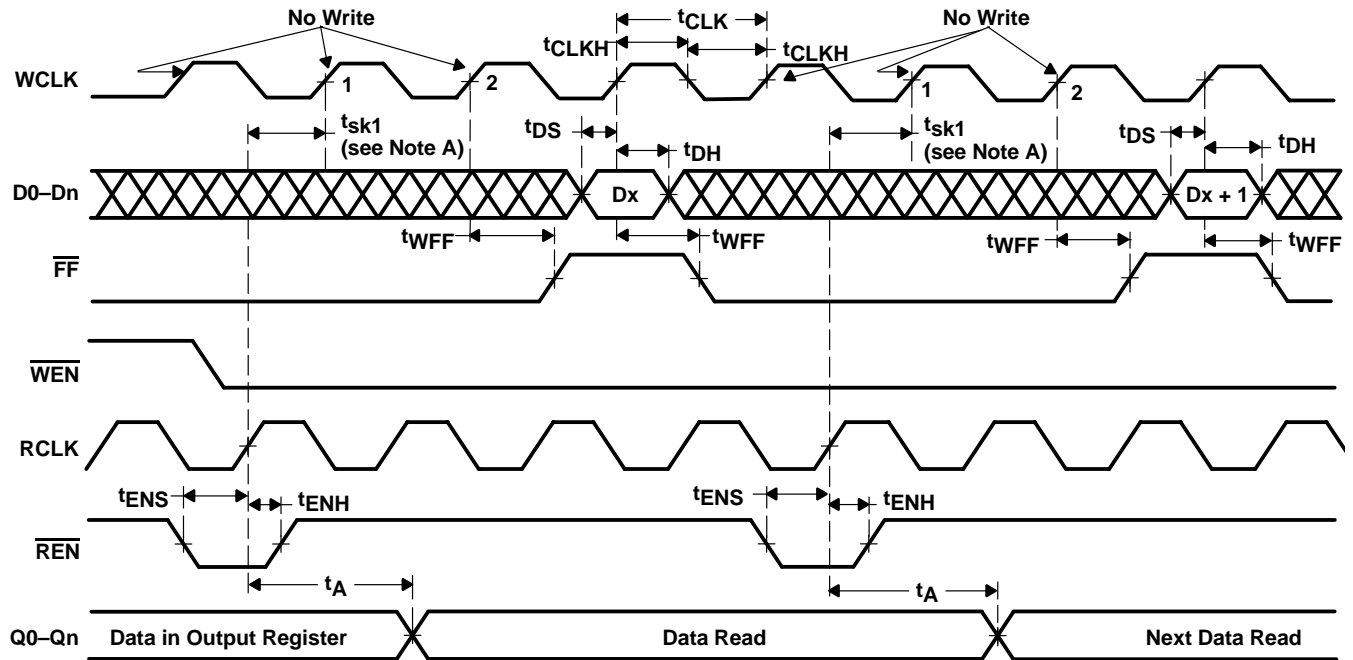 No Write
tCLK
No Write
tCLKH
tCLKH
WCLK
1
2
1
2
tsk1
(see Note A)
tDS
tDH
tsk1
(see Note A)
tDS
tDH
D0–Dn
Dx
Dx + 1
tWFF
tWFF
tWFF
tWFF
FF
WEN
RCLK
tENS
tENH
tENS
tENH
REN
tA
tA
Q0–Qn
Data in Output Register
Data Read
Next Data Read